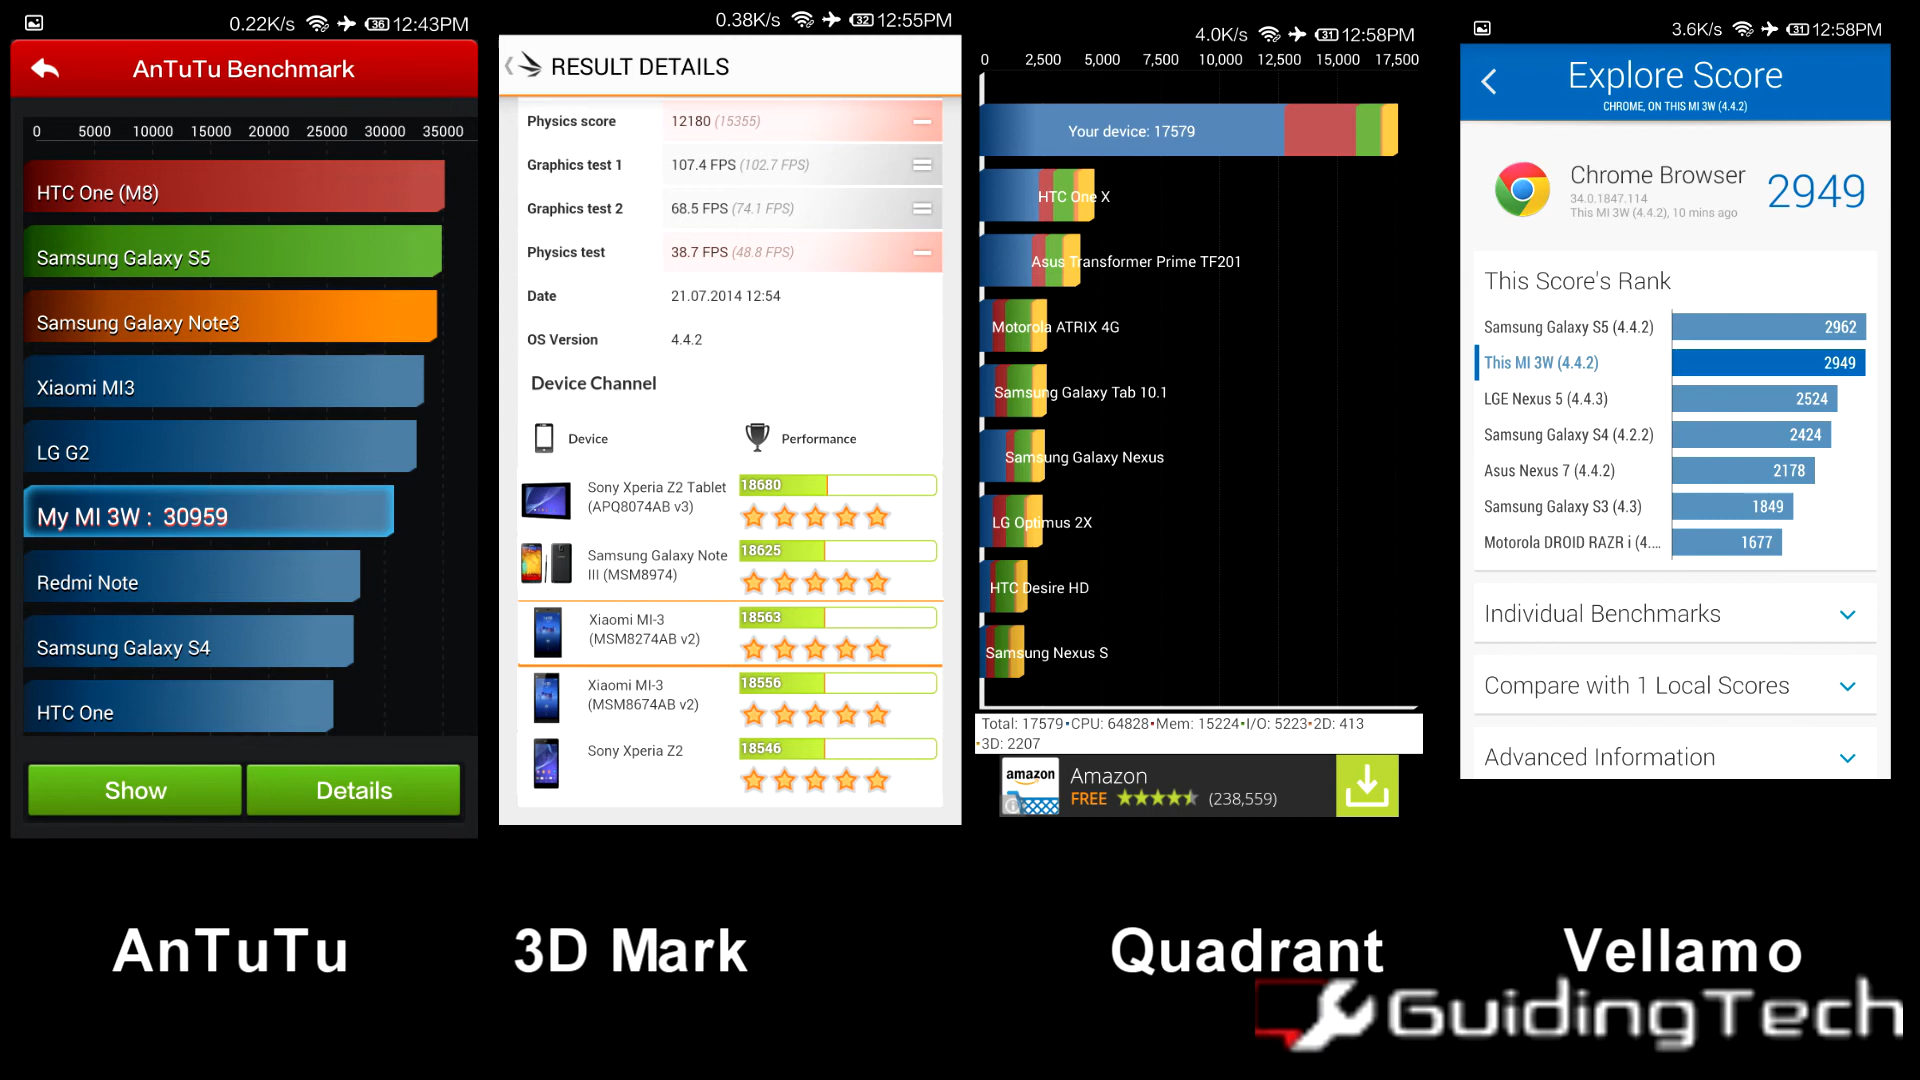 0.22K/s 36 12:43PM
AnTuTu Benchmark
0 5000 10000 15000 20000 25000 30000 35000
HTC One (M8)
Samsung Galaxy S5
Samsung Galaxy Note3
Xiaomi MI3
LG G2
My MI 3W : 30959
Redmi Note
Samsung Galaxy S4
HTC One
Show Details
AnTuTu
0.38K/s 32 12:55PM
RESULT DETAILS
Physics score 12180 (15355)
Graphics test 1 107.4 FPS (102.7 FPS)
Graphics test 2 68.5 FPS (74.1 FPS)
Physics test 38.7 FPS (48.8 FPS)
Date 21.07.2014 12:54
OS Version 4.4.2
Device Channel
Device Performance
Sony Xperia Z2 Tablet 18680
(APQ8074AB v3)
Samsung Galaxy Note 18625
III (MSM8974)
Xiaomi MI-3 18563
(MSM8274AB v2)
Xiaomi MI-3 18556
(MSM8674AB v2)
Sony Xperia Z2 18546
3D Mark
4.0K/s 31 12:58PM
0 2,500 5,000 7,500 10,000 12,500 15,000 17,500
Your device: 17579
HTC One X
Asus Transformer Prime TF201
Motorola ATRIX 4G
Samsung Galaxy Tab 10.1
Samsung Galaxy Nexus
LG Optimus 2X
HTC Desire HD
Samsung Nexus S
Total: 17579 CPU: 64828 Mem: 15224 I/O: 5223 2D: 413
3D: 2207
amazon Amazon
FREE (238,559)
Quadrant
3.6K/s 31 12:58PM
Explore Score
CHROME, ON THIS MI 3W (4.4.2)
Chrome Browser 2949
34.0.1847.114
This MI 3W (4.4.2), 10 mins ago
This Score's Rank
Samsung Galaxy S5 (4.4.2) 2962
This MI 3W (4.4.2) 2949
LGE Nexus 5 (4.4.3) 2524
Samsung Galaxy S4 (4.2.2) 2424
Asus Nexus 7 (4.4.2) 2178
Samsung Galaxy S3 (4.3) 1849
Motorola DROID RAZR i (4.... 1677
Individual Benchmarks
Compare with 1 Local Scores
Advanced Information
Vellamo
GuidingTech